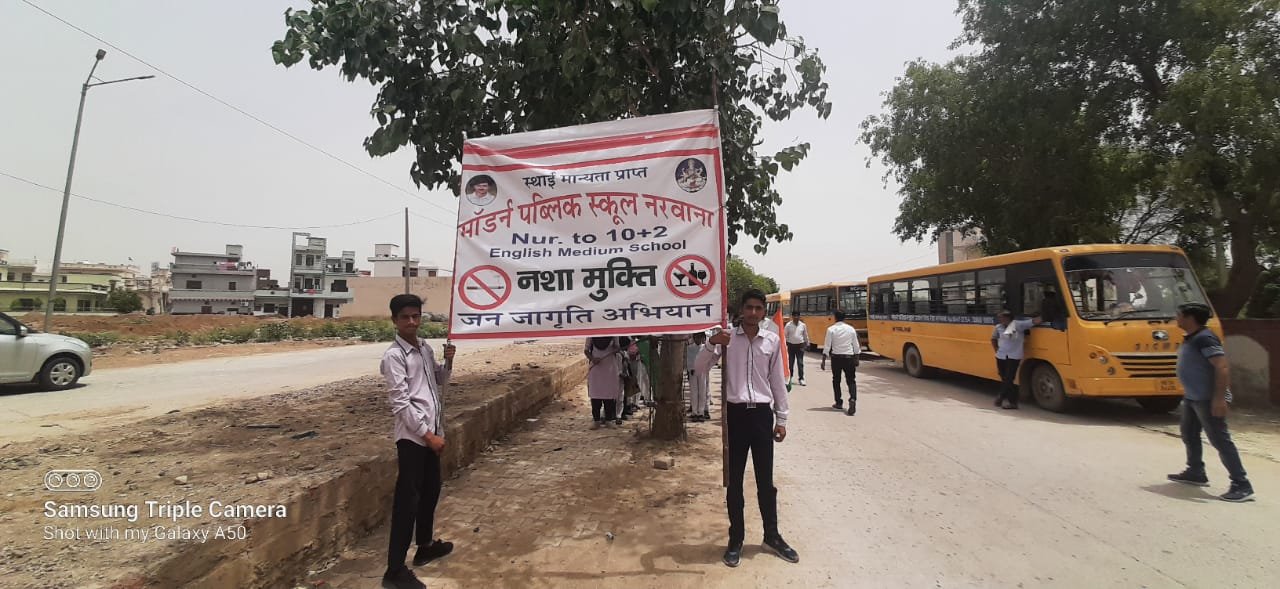 स्थाई मान्यता प्राप्त
मॉडर्न पब्लिक स्कूल नरवाना
Nur. to 10+2
English Medium School
नशा मुक्ति
जन जागृति अभियान
Samsung Triple Camera
Shot with my Galaxy A50